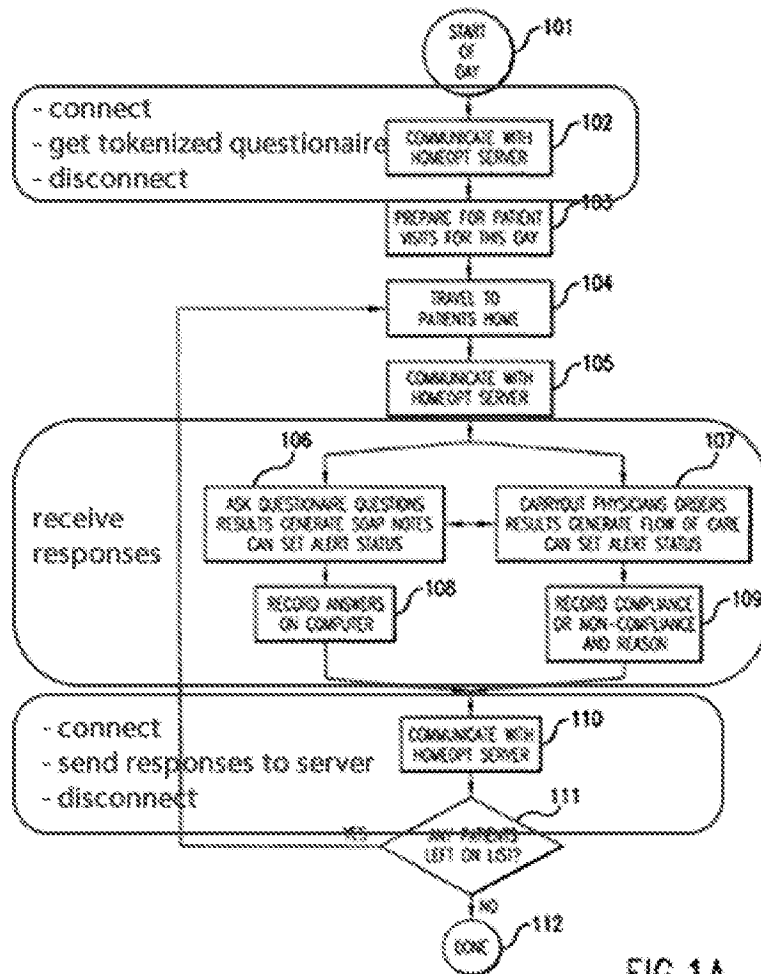 START
OF
DAY
101
- connect
- get tokenized questionaire
- disconnect
COMMUNICATE WITH
HOMEOPT SERVER
102
PREPARE FOR PATIENT
VISITS FOR THIS DAY
103
TRAVEL TO
PATIENTS HOME
104
COMMUNICATE WITH
HOMEOPT SERVER
105
receive
responses
106
ASK QUESTIONARE QUESTIONS
RESULTS GENERATE SOAP NOTES
CAN SET ALERT STATUS
107
CARRYOUT PHYSICIANS ORDERS
RESULTS GENERATE FLOW OF CARE
CAN SET ALERT STATUS
RECORD ANSWERS
ON COMPUTER
108
RECORD COMPLIANCE
OR NON-COMPLIANCE
AND REASON
109
- connect
- send responses to server
- disconnect
COMMUNICATE WITH
HOMEOPT SERVER
110
111
YES
ANY PATIENTS
LEFT ON LIST?
NO
DONE
112
FIG. 1A